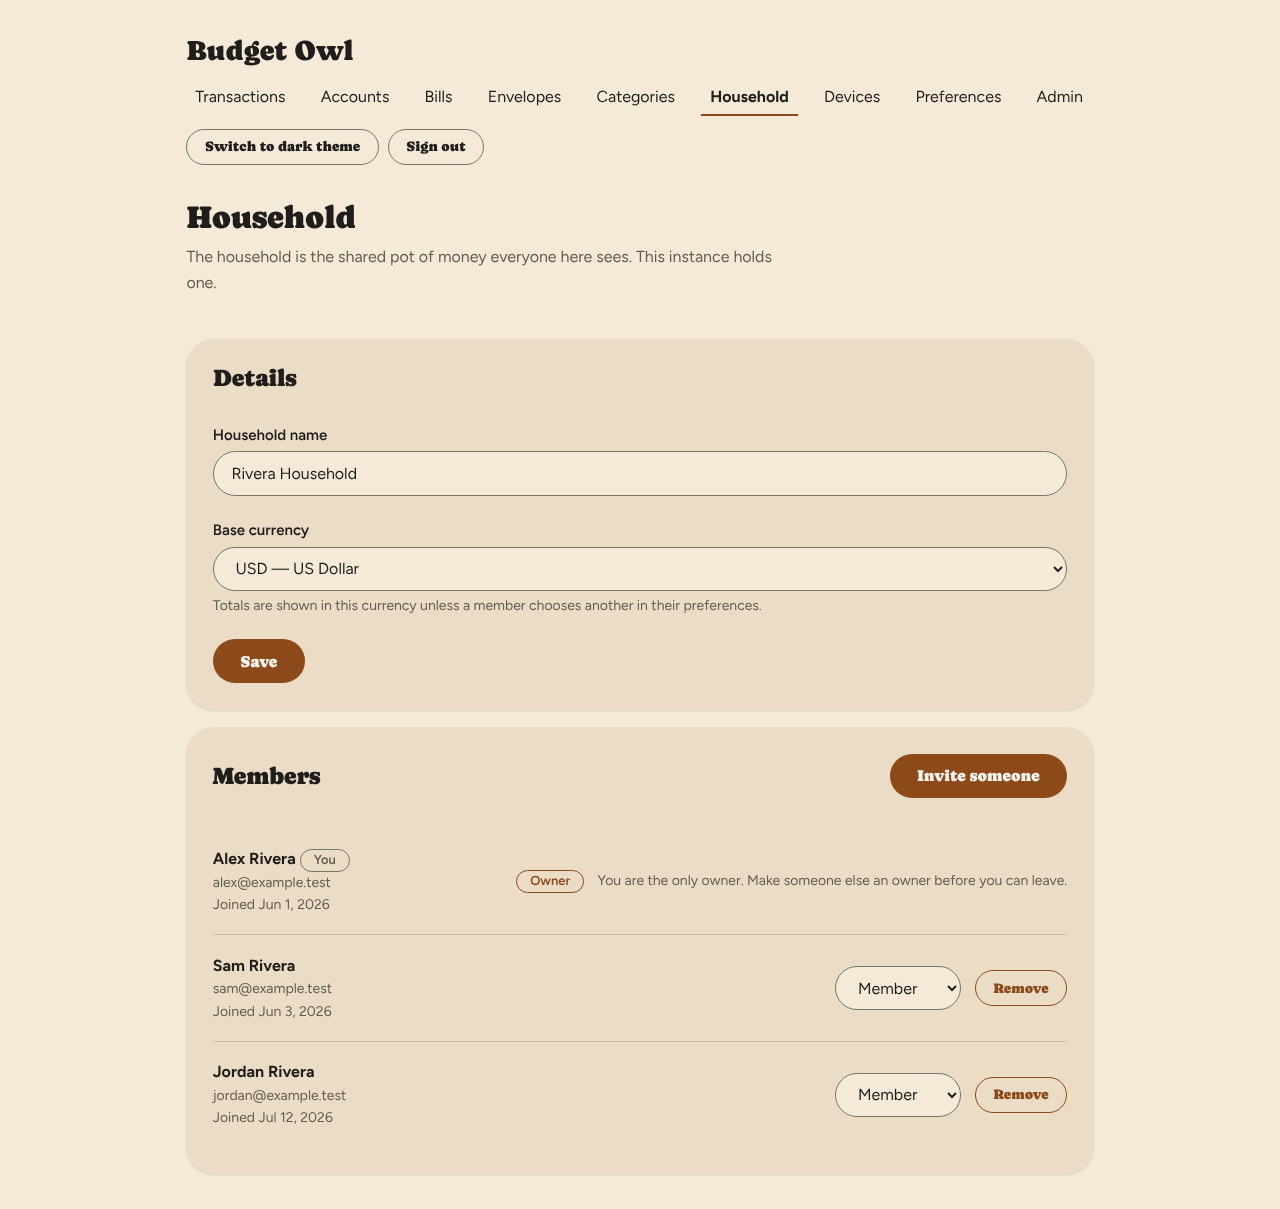 Budget Owl
Transactions Accounts Bills Envelopes Categories Household Devices Preferences Admin
Switch to dark theme Sign out
Household
The household is the shared pot of money everyone here sees. This instance holds
one.
Details
Household name
Rivera Household
Base currency
USD — US Dollar
Totals are shown in this currency unless a member chooses another in their preferences.
Save
Members
Invite someone
Alex Rivera You
alex@example.test
Joined Jun 1, 2026
Owner You are the only owner. Make someone else an owner before you can leave.
Sam Rivera
sam@example.test
Joined Jun 3, 2026
Member Remove
Jordan Rivera
jordan@example.test
Joined Jul 12, 2026
Member Remove